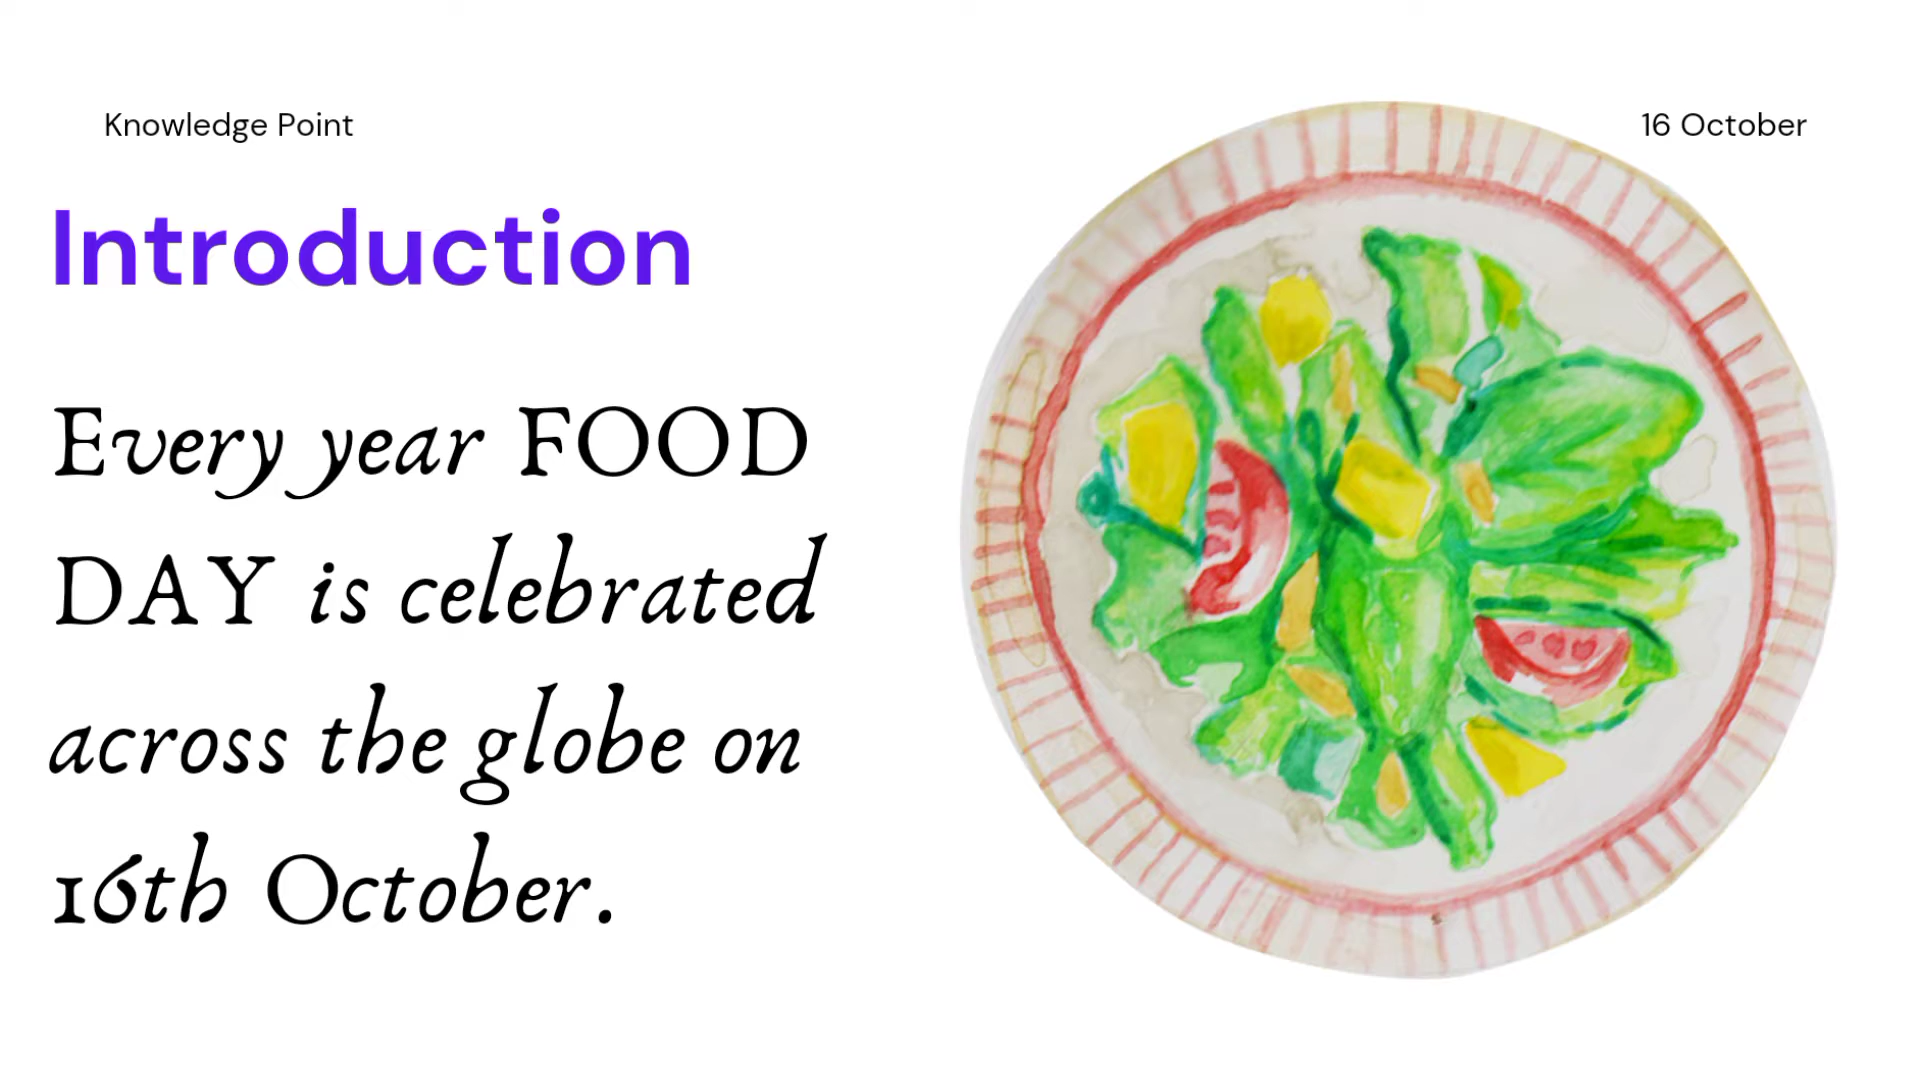 Knowledge Point
16 October
Introduction
Every year FOOD
DAY is celebrated
across the globe on
16th October.